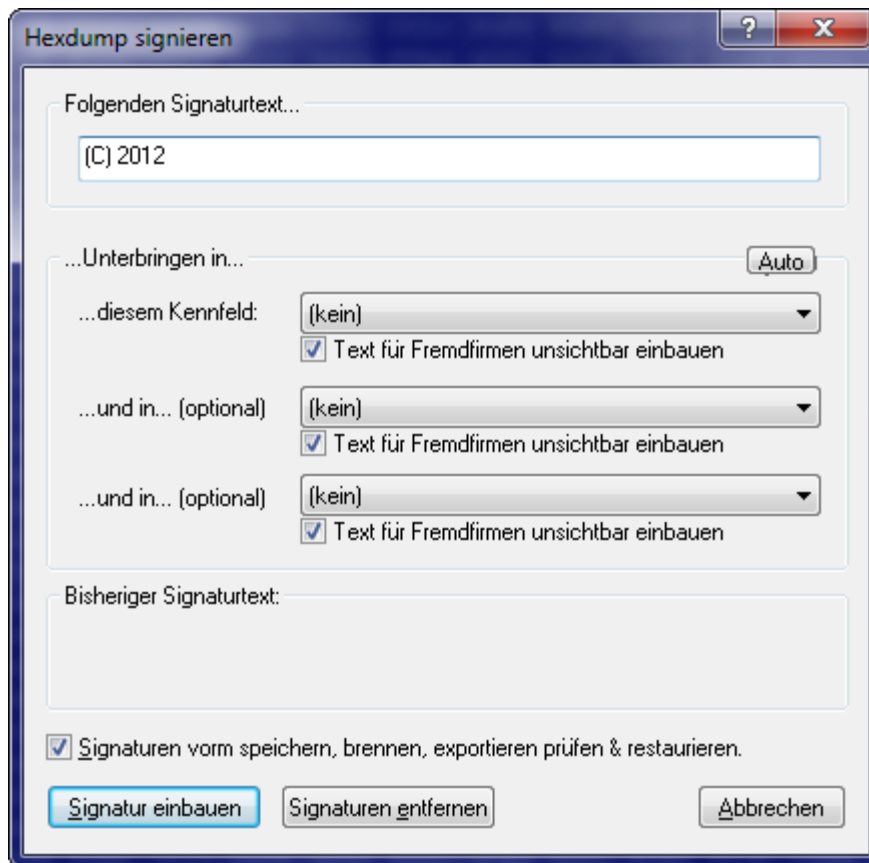 Hexdump signieren
?
X
Folgenden Signaturtext...
(C) 2012
...Unterbringen in...
Auto
...diesem Kennfeld:
(kein)
Text für Fremdfirmen unsichtbar einbauen
...und in... (optional)
(kein)
Text für Fremdfirmen unsichtbar einbauen
...und in... (optional)
(kein)
Text für Fremdfirmen unsichtbar einbauen
Bisheriger Signaturtext:
Signaturen vorm speichern, brennen, exportieren prüfen & restaurieren.
Signatur einbauen
Signaturen entfernen
Abbrechen